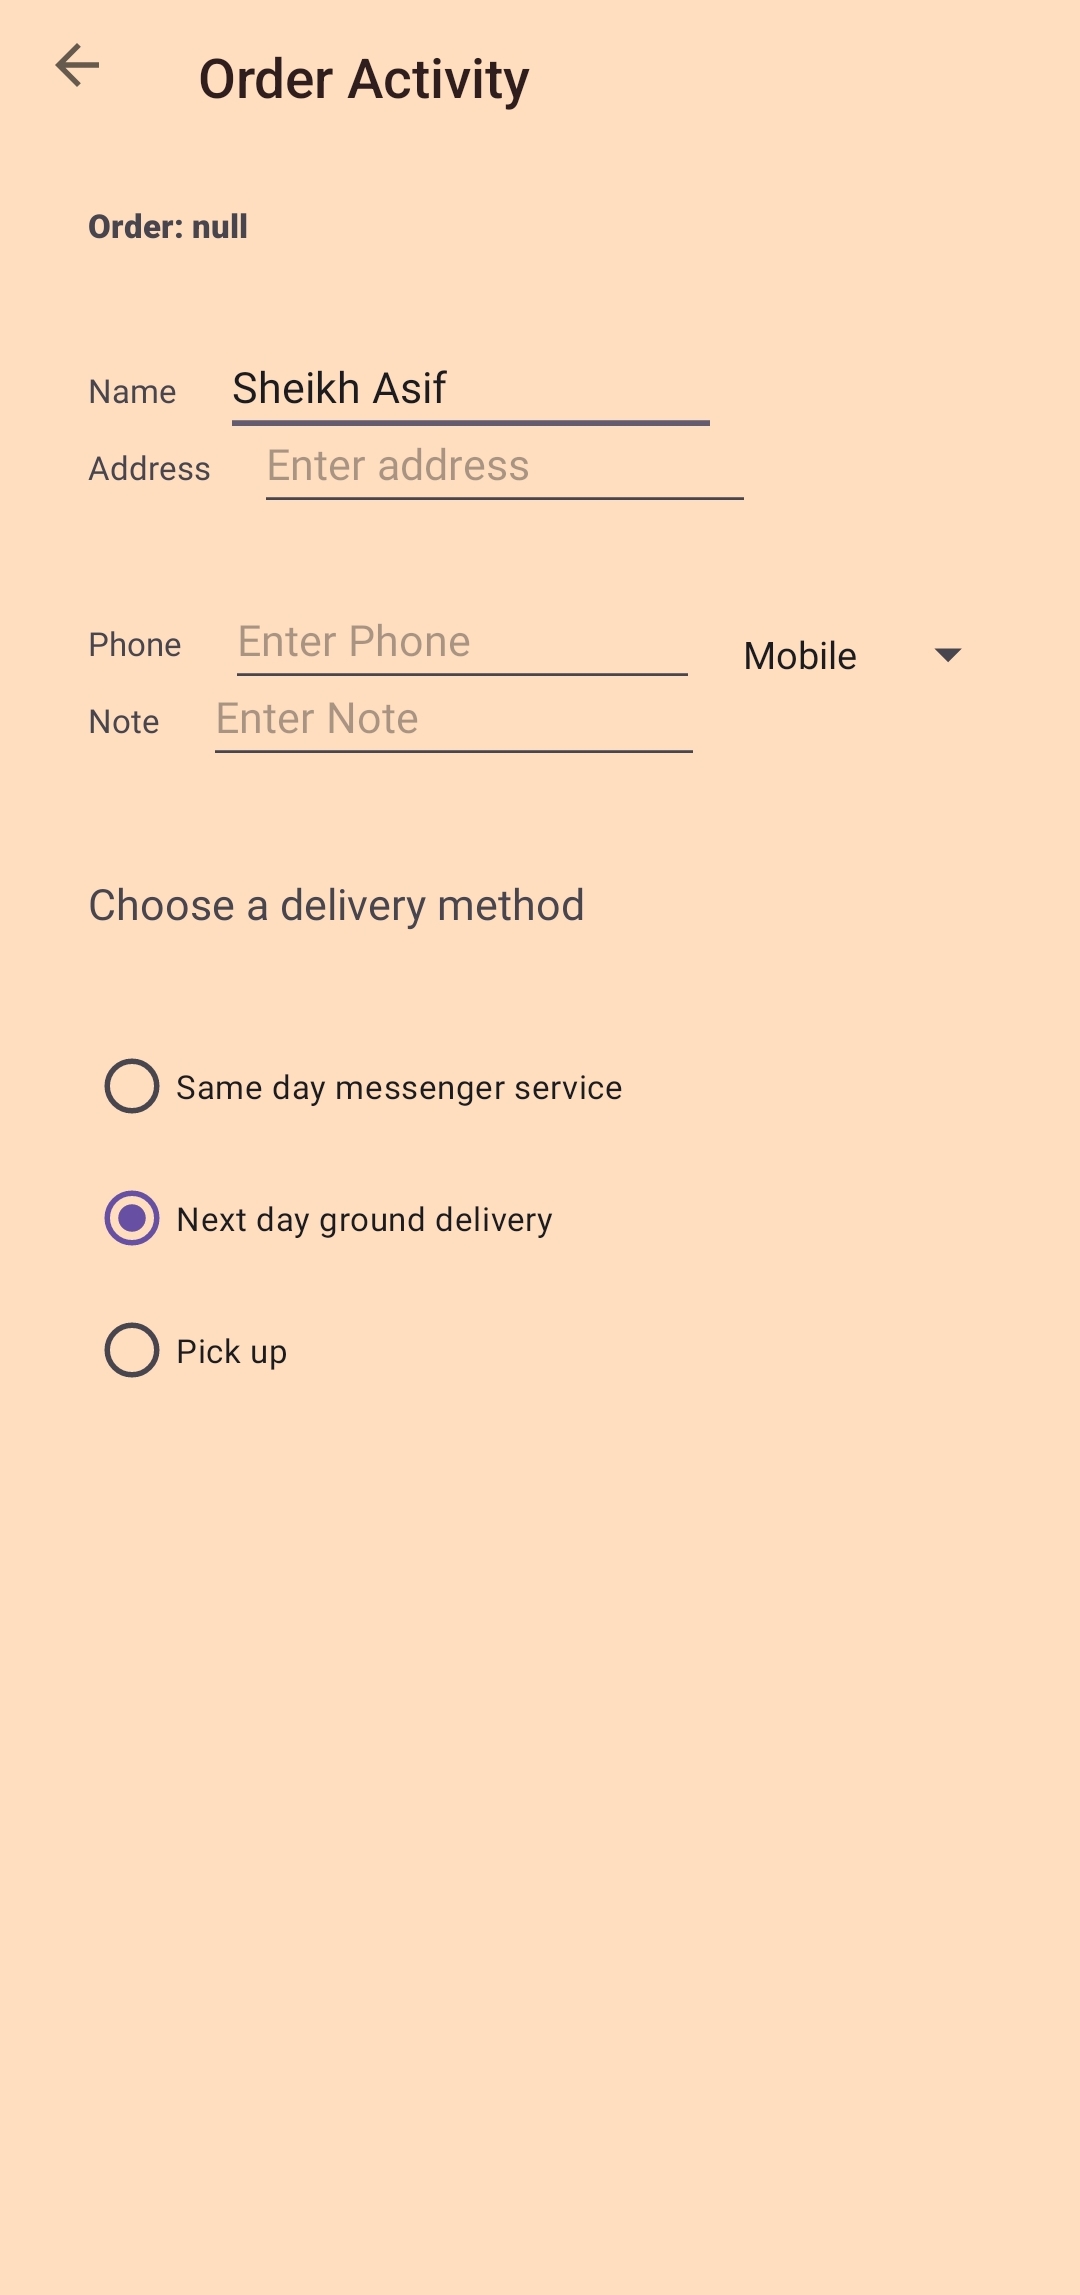 Order Activity
Order: null
Name Sheikh Asif
Address Enter address
Phone Enter Phone Mobile
Note Enter Note
Choose a delivery method
Same day messenger service
Next day ground delivery
Pick up